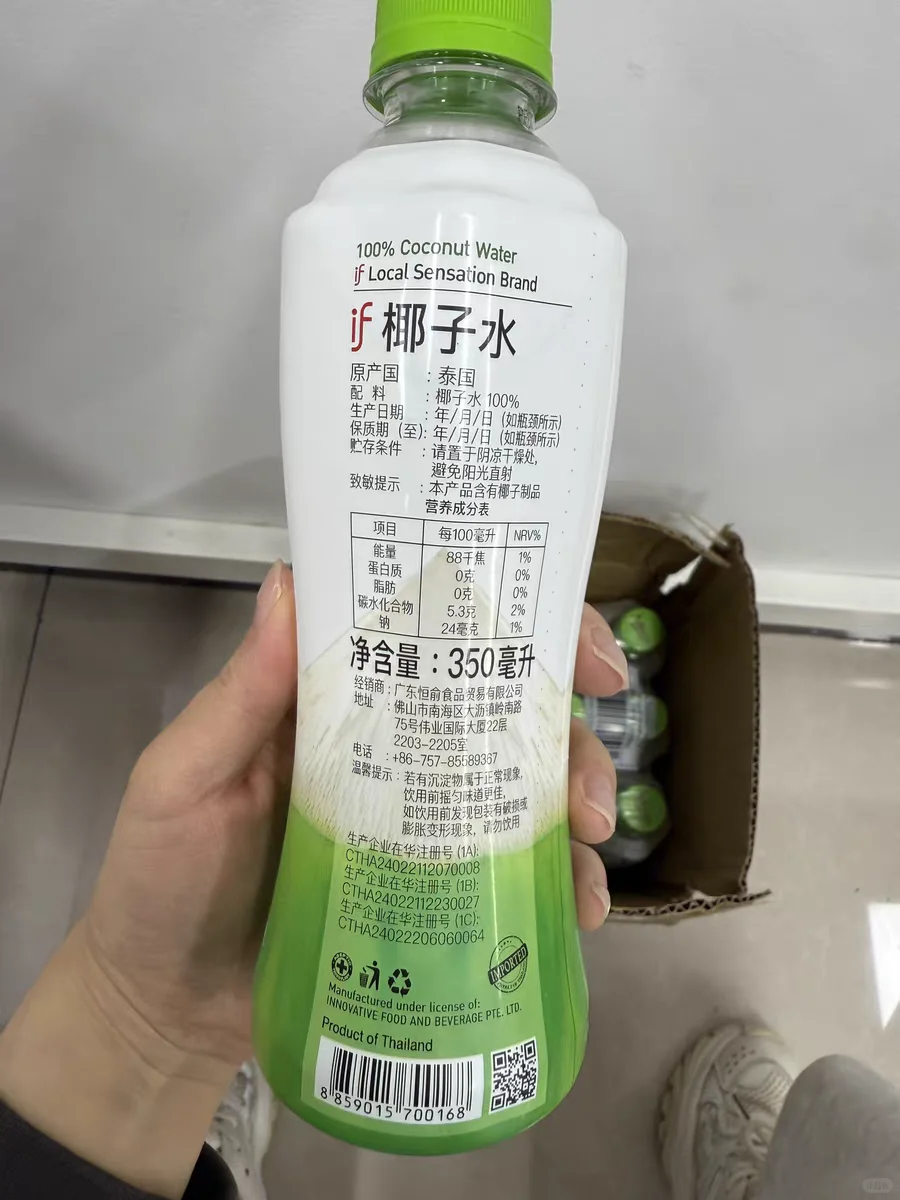 100% Coconut Water
if Local Sensation Brand
if 椰子水
原产国 : 泰国
配 料 : 椰子水 100%
生产日期 : 年/月/日 (如瓶颈所示)
保质期 (至): 年/月/日 (如瓶颈所示)
贮存条件 : 请置于阴凉干燥处,
避免阳光直射
致敏提示 : 本产品含有椰子制品
营养成分表
项目 每100毫升 NRV%
能量 88千焦 1%
蛋白质 0克 0%
脂肪 0克 0%
碳水化合物 5.3克 2%
钠 24毫克 1%
净含量 : 350毫升
经销商 : 广东恒俞食品贸易有限公司
地址 : 佛山市南海区大沥镇岭南路
75号伟业国际大厦22层
2203-2205室
电话 : +86-757-85589367
温馨提示 : 若有沉淀物属于正常现象,
饮用前摇匀味道更佳,
如饮用前发现包装有破损或
膨胀变形现象, 请勿饮用
生产企业在华注册号 (1A):
CTHA24022112070008
生产企业在华注册号 (1B):
CTHA24022112230027
生产企业在华注册号 (1C):
CTHA24022206060064
IMPORTED
Manufactured under license of:
INNOVATIVE FOOD AND BEVERAGE PTE. LTD.
Product of Thailand
8 859015 700168